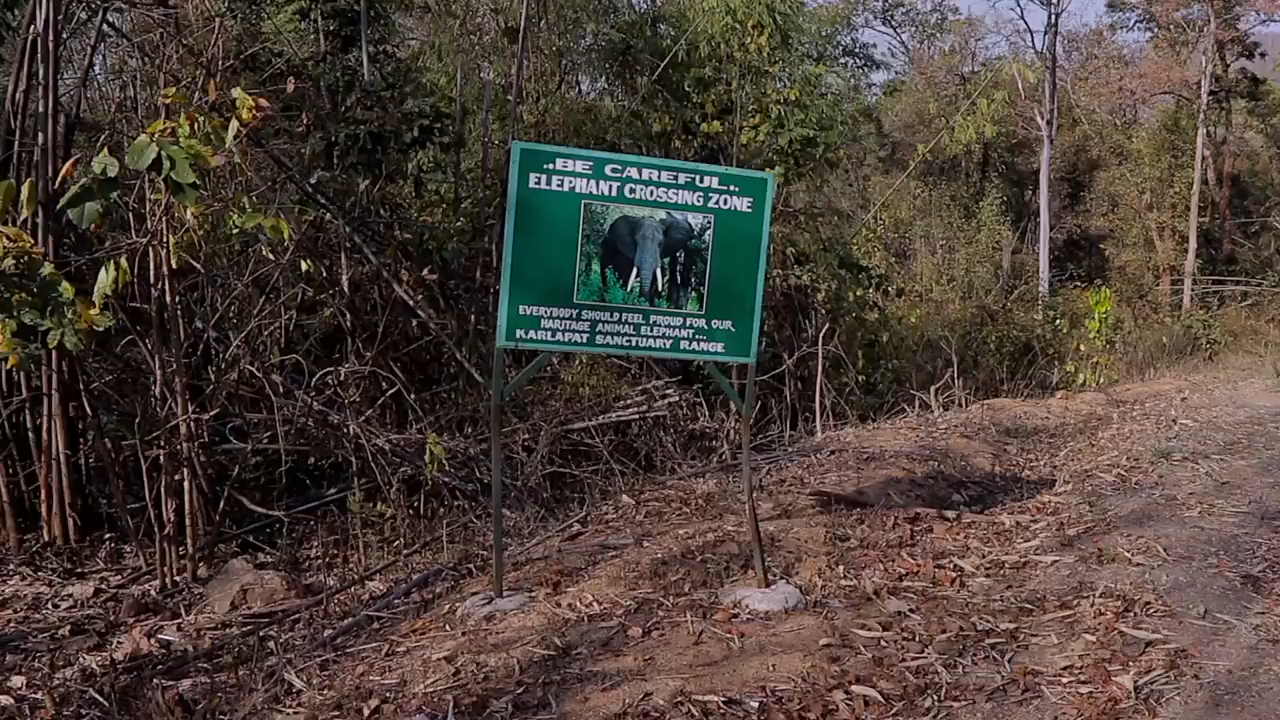 ..BE CAREFUL..
ELEPHANT CROSSING ZONE
EVERYBODY SHOULD FEEL PROUD FOR OUR
HARITAGE ANIMAL ELEPHANT...
KARLAPAT SANCTUARY RANGE